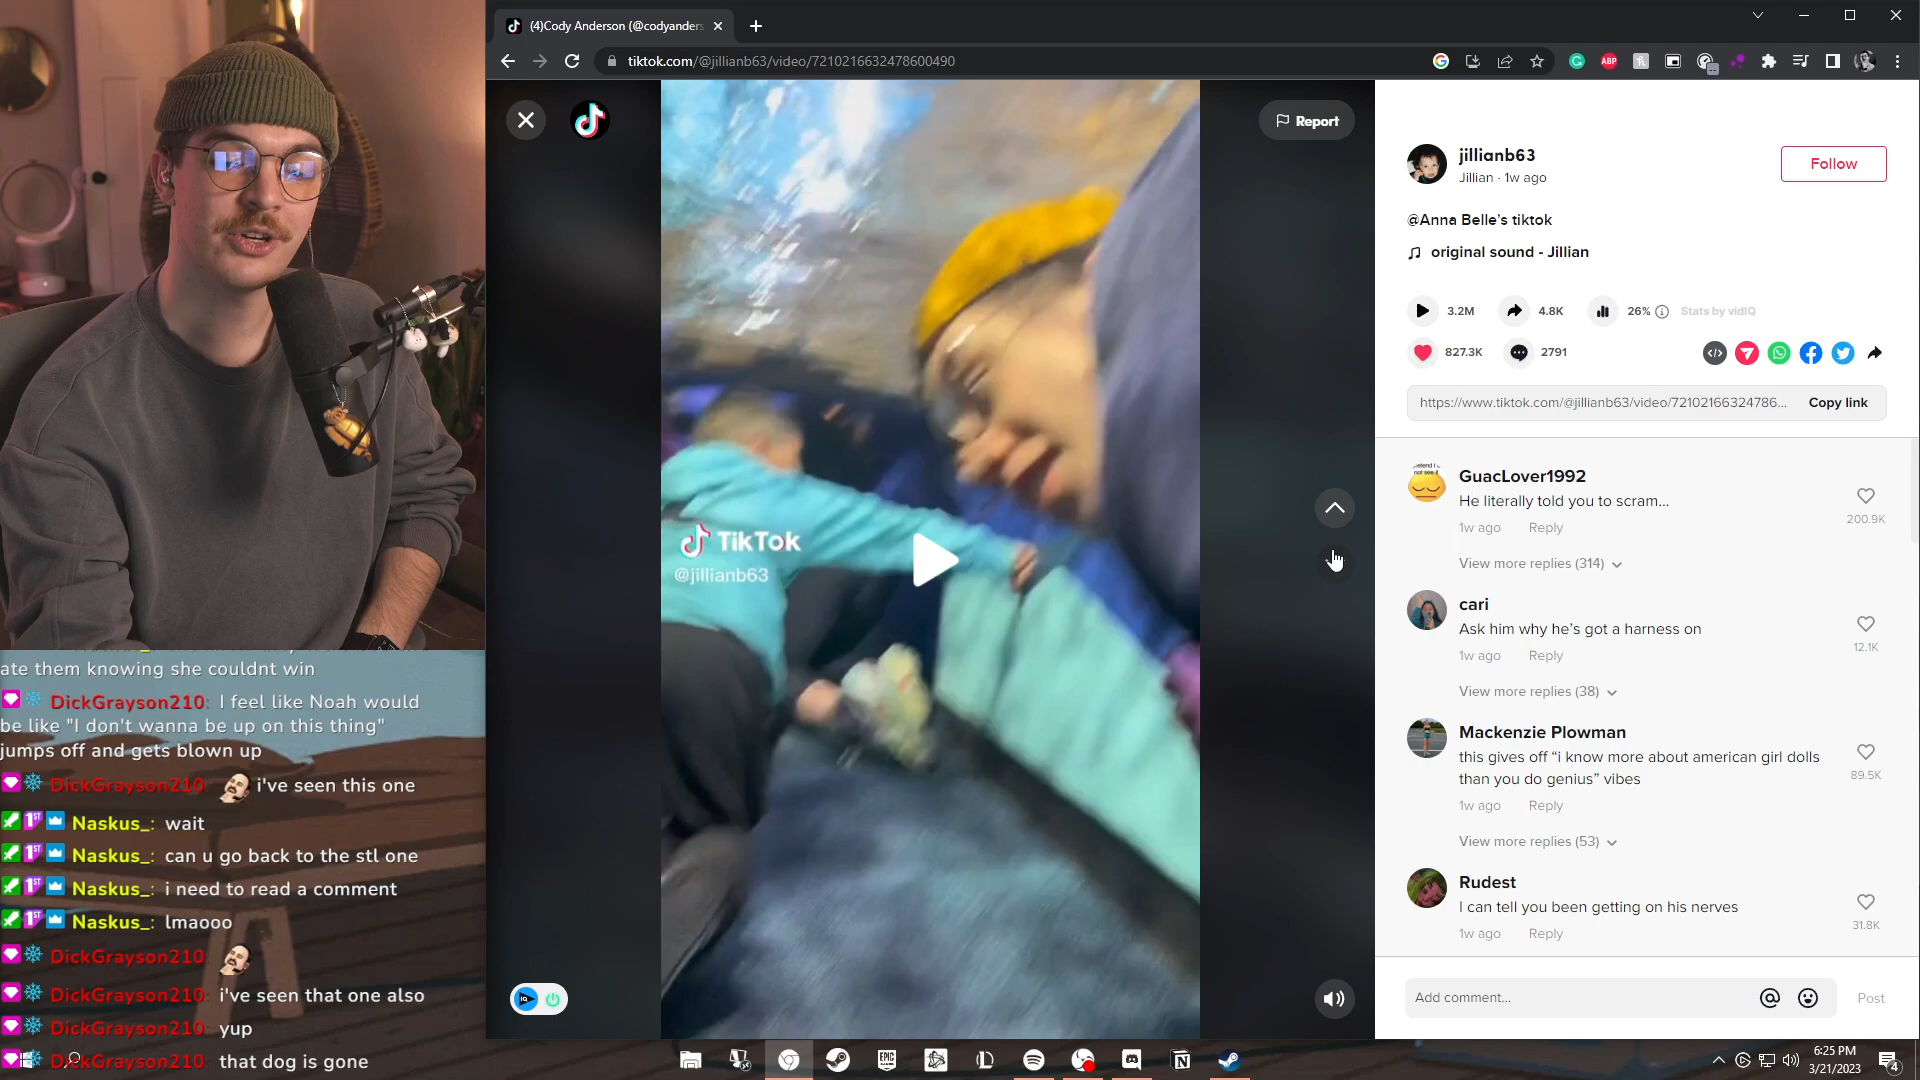 (4)Cody Anderson (@codyanders
tiktok.com/@jillianb63/video/7210216632478600490
ABP
Report
TikTok
@jillianb63
jillianb63
Jillian · 1w ago
Follow
@Anna Belle's tiktok
original sound - Jillian
3.2M
4.8K
26%
Stats by vidIQ
827.3K
2791
https://www.tiktok.com/@jillianb63/video/72102166324786...
Copy link
GuacLover1992
He literally told you to scram...
1w ago Reply
200.9K
View more replies (314)
cari
Ask him why he's got a harness on
1w ago Reply
12.1K
View more replies (38)
Mackenzie Plowman
this gives off “i know more about american girl dolls
than you do genius” vibes
1w ago Reply
89.5K
View more replies (53)
Rudest
I can tell you been getting on his nerves
1w ago Reply
31.8K
Add comment...
Post
ate them knowing she couldnt win
DickGrayson210: I feel like Noah would
be like "I don't wanna be up on this thing"
jumps off and gets blown up
DickGrayson210: i've seen this one
Naskus_: wait
Naskus_: can u go back to the stl one
Naskus_: i need to read a comment
Naskus_: lmaooo
DickGrayson210:
DickGrayson210: i've seen that one also
DickGrayson210: yup
DickGrayson210: that dog is gone
6:25 PM
3/21/2023
4